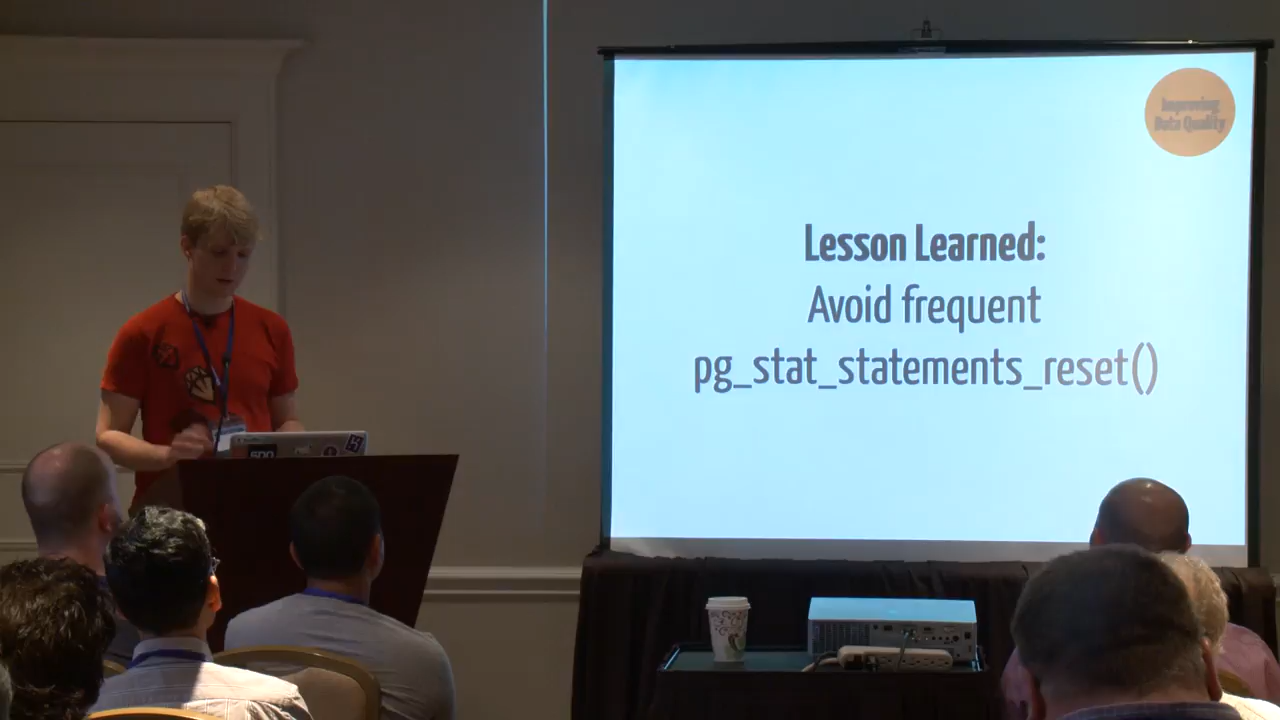 Improving
Data Quality
Lesson Learned:
Avoid frequent
pg_stat_statements_reset()